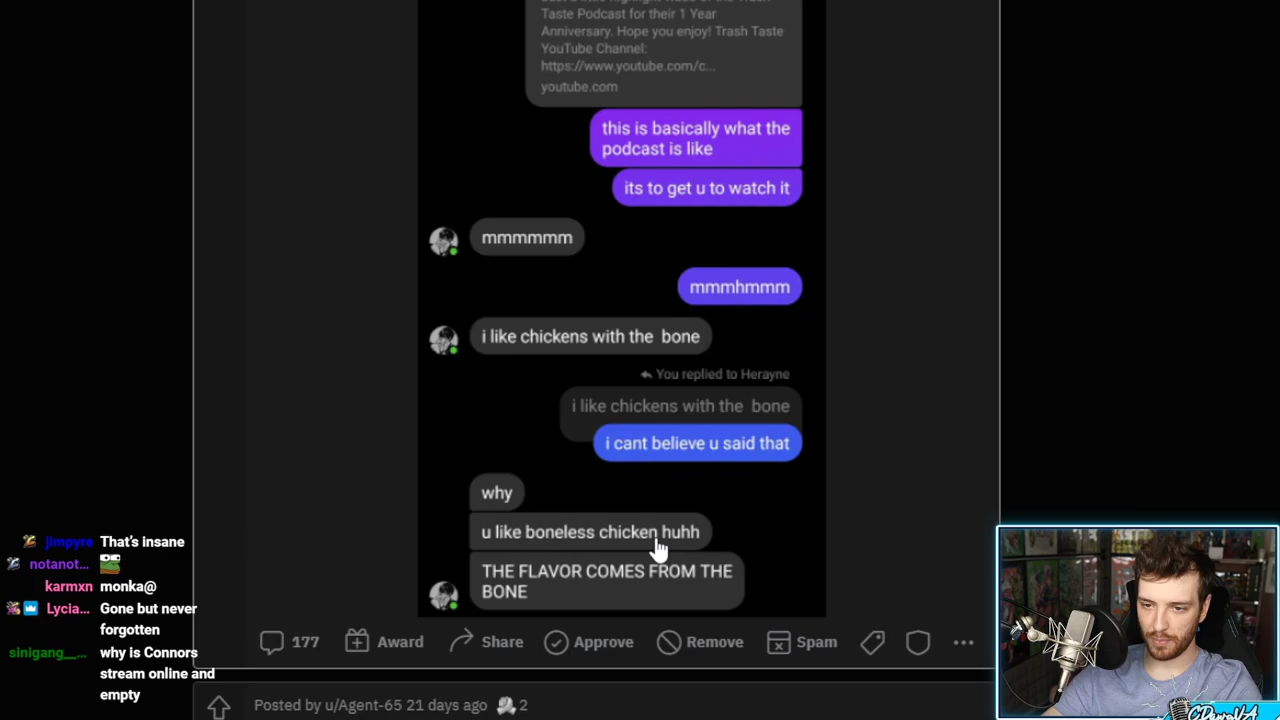 Taste Podcast for their 1 Year
Anniversary. Hope you enjoy! Trash Taste
YouTube Channel:
https://www.youtube.com/c...
youtube.com
this is basically what the
podcast is like
its to get u to watch it
mmmmmm
mmmhmmm
i like chickens with the  bone
You replied to Herayne
i like chickens with the  bone
i cant believe u said that
why
u like boneless chicken huhh
THE FLAVOR COMES FROM THE
BONE
177 Award Share Approve Remove Spam
Posted by u/Agent-65 21 days ago 2
jimpyre That's insane
notanot...
karmxn monka@
Lycia... Gone but never
forgotten
sinigang__... why is Connors
stream online and
empty